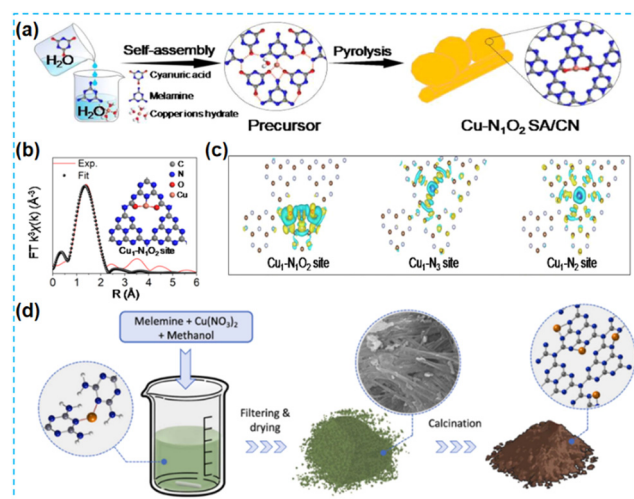 (a)
H₂O
H₂O
Self-assembly
Cyanuric acid
Melamine
Copper ions hydrate
Precursor
Pyrolysis
Cu-N₁O₂ SA/CN
(b)
Exp.
Fit
C
N
O
Cu
Cu₁-N₁O₂ site
FT k³χ(k) (Å⁻³)
0 1 2 3 4 5 6
R (Å)
(c)
Cu₁-N₁O₂ site
Cu₁-N₃ site
Cu₁-N₂ site
(d)
Melemine + Cu(NO₃)₂
+ Methanol
Filtering &
drying
Calcination